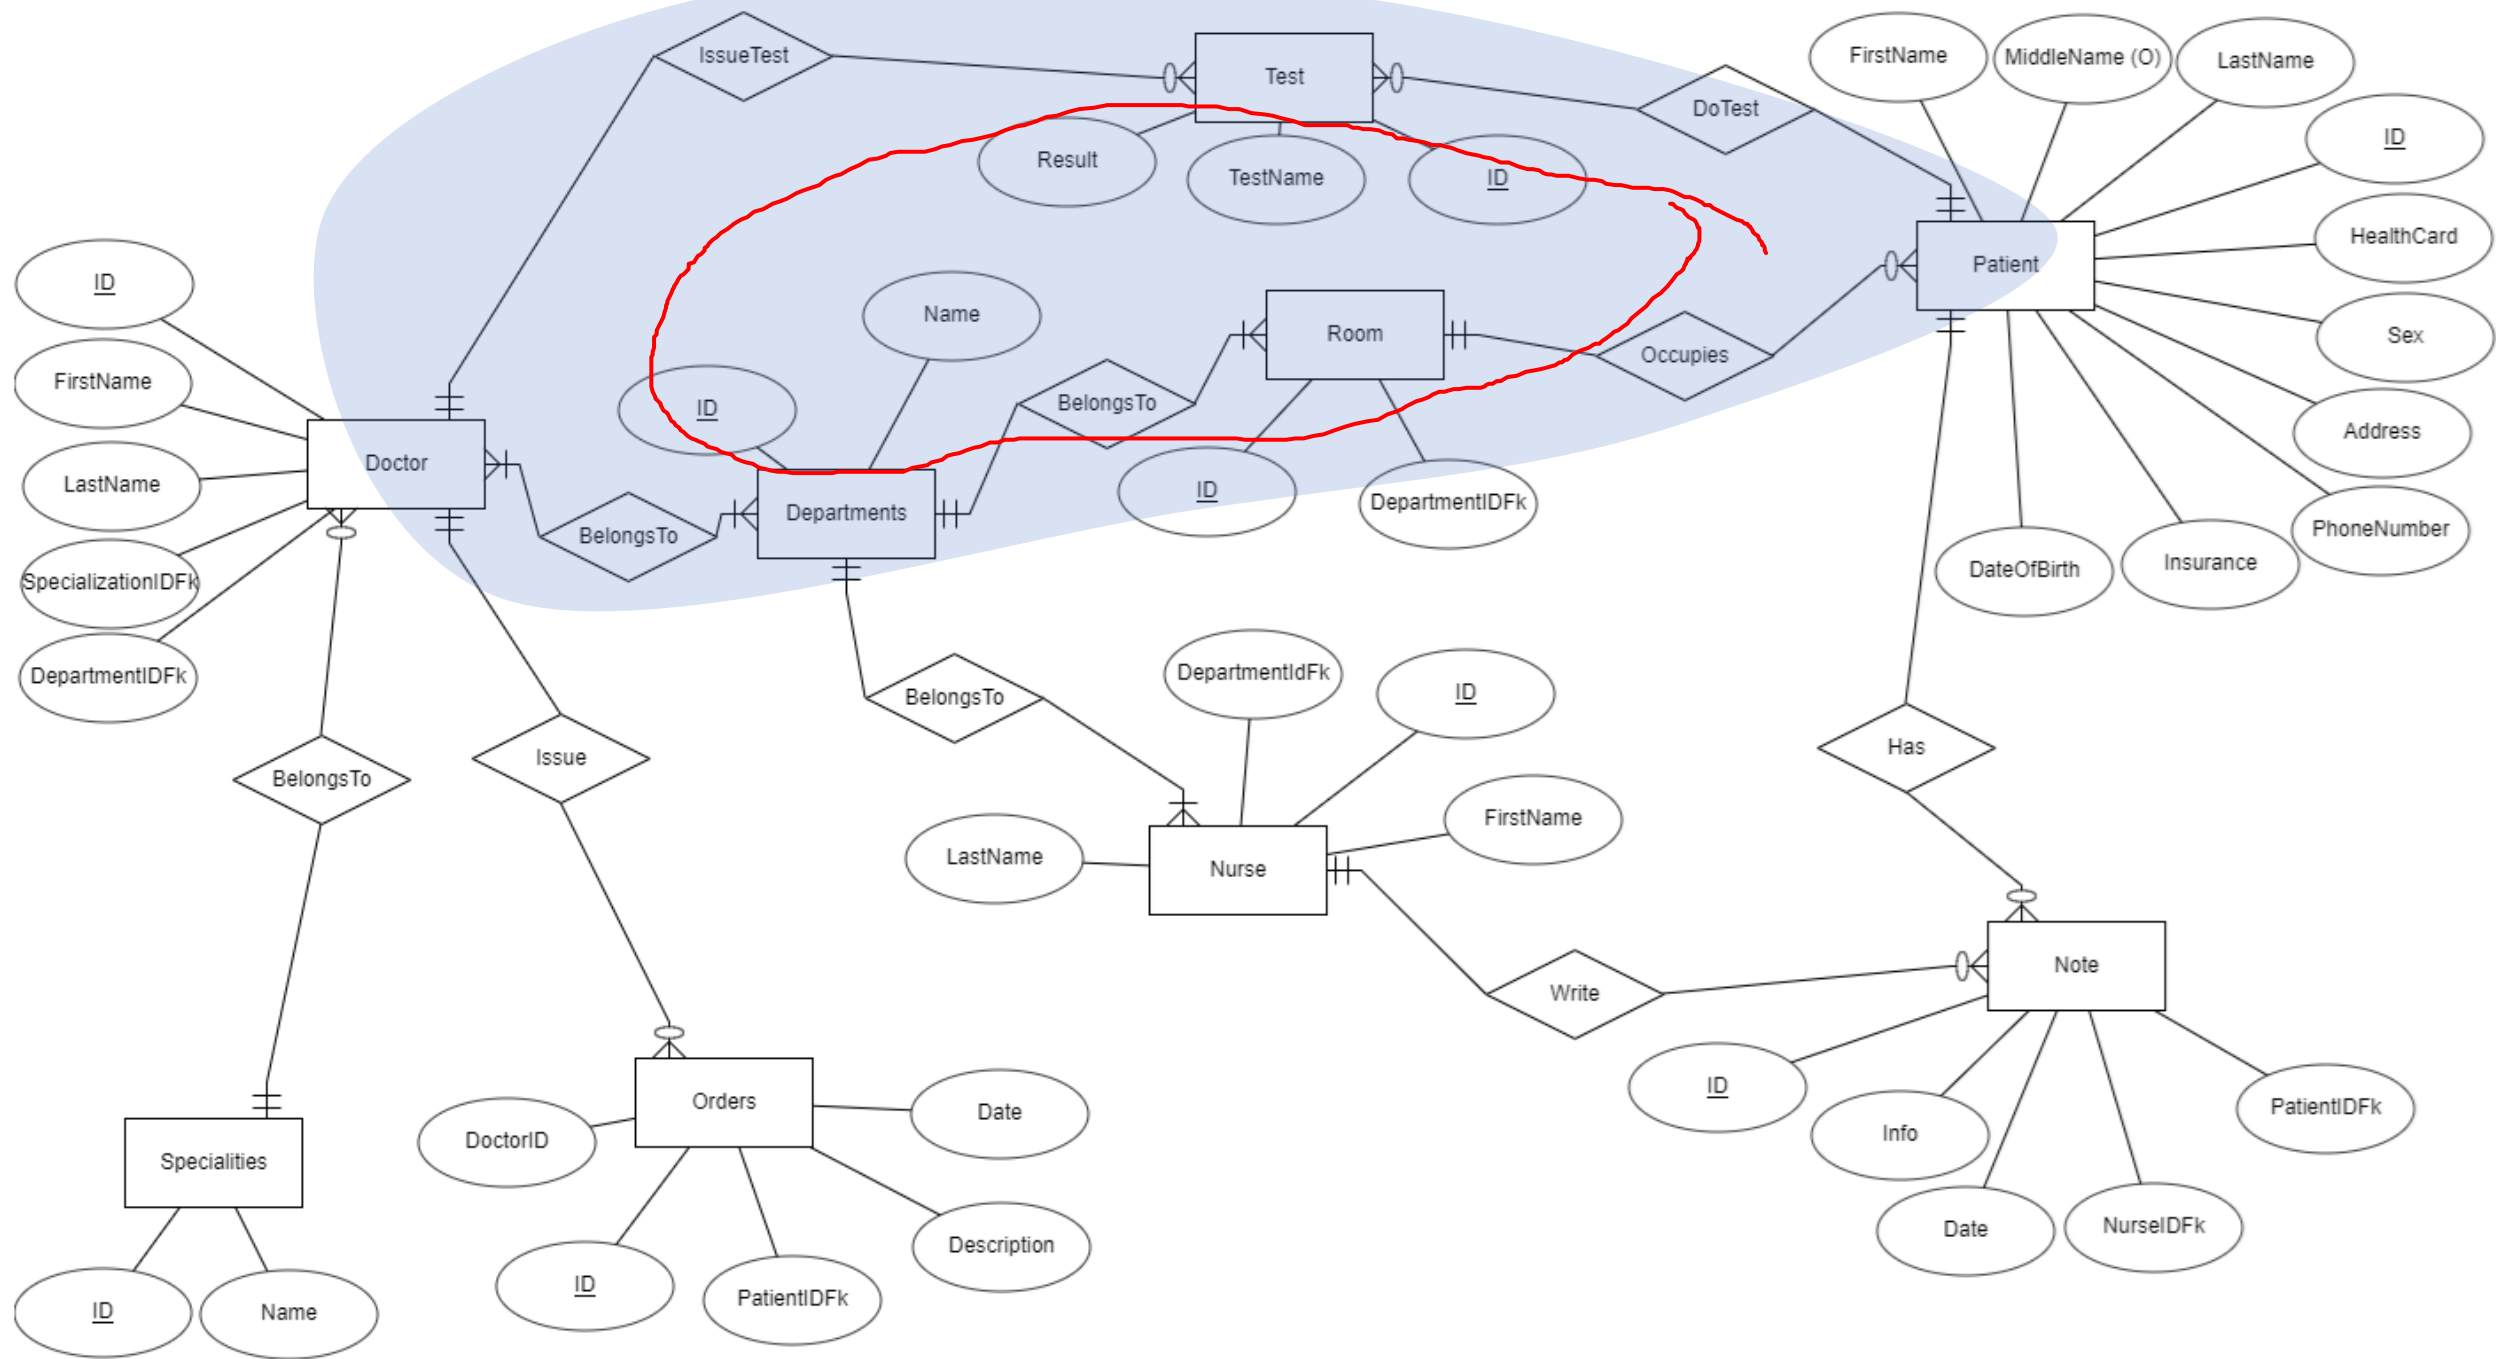 IssueTest
Test
DoTest
FirstName
MiddleName (O)
LastName
ID
Result
TestName
ID
HealthCard
Patient
Sex
Address
PhoneNumber
Insurance
DateOfBirth
Name
Room
Occupies
ID
BelongsTo
ID
DepartmentIDFk
ID
FirstName
LastName
SpecializationIDFk
DepartmentIDFk
Doctor
BelongsTo
Departments
BelongsTo
DepartmentIdFk
ID
FirstName
LastName
Nurse
Has
BelongsTo
Issue
Write
Note
ID
Info
Date
NurseIDFk
PatientIDFk
Orders
DoctorID
Date
Description
ID
PatientIDFk
Specialities
ID
Name